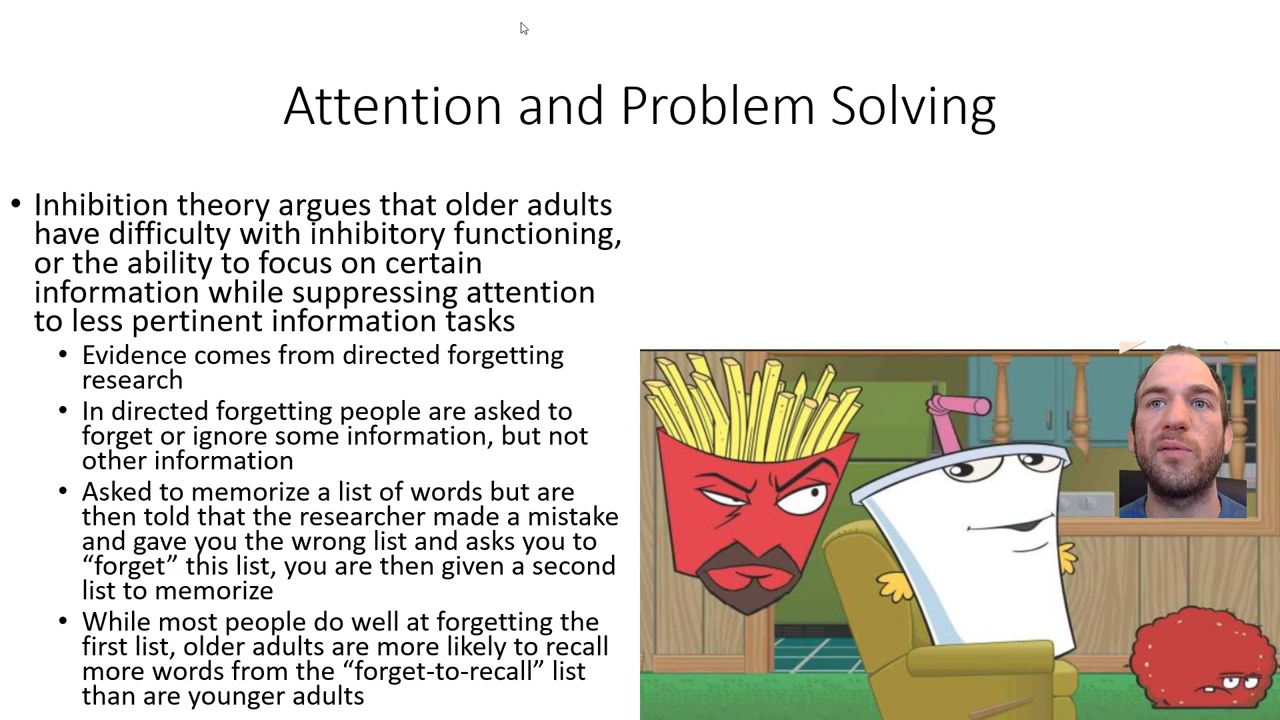 Attention and Problem Solving
• Inhibition theory argues that older adults
have difficulty with inhibitory functioning,
or the ability to focus on certain
information while suppressing attention
to less pertinent information tasks
• Evidence comes from directed forgetting
research
• In directed forgetting people are asked to
forget or ignore some information, but not
other information
• Asked to memorize a list of words but are
then told that the researcher made a mistake
and gave you the wrong list and asks you to
“forget” this list, you are then given a second
list to memorize
• While most people do well at forgetting the
first list, older adults are more likely to recall
more words from the “forget-to-recall” list
than are younger adults